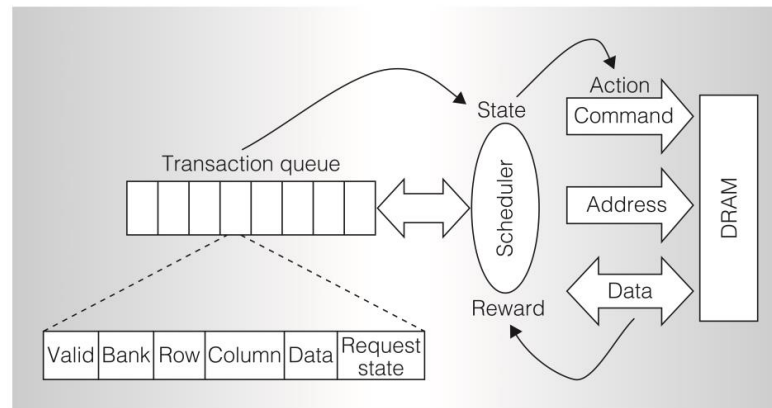 Action
State
Command
Transaction queue
Scheduler
Address
DRAM
Data
Reward
Valid Bank Row Column Data Request
state